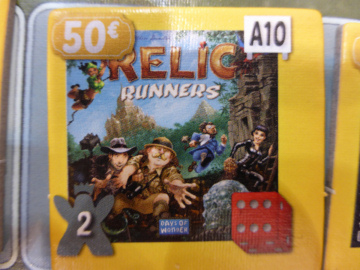 50€
A10
RELIC
RUNNERS
2
DAYS OF
WONDER